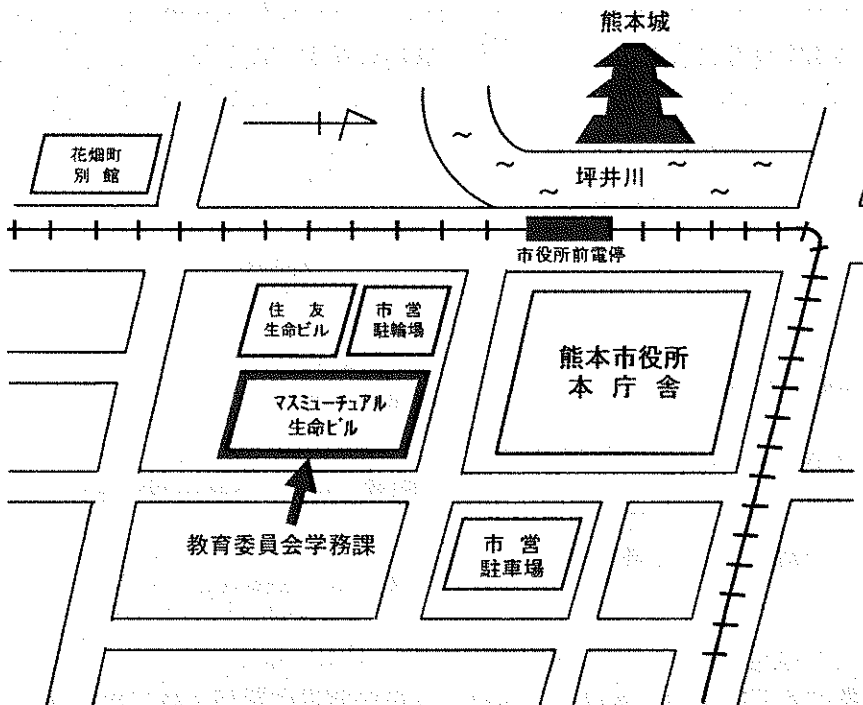 熊本城
花畑町
別館
坪井川
市役所前電停
住友
生命ビル
市営
駐輪場
熊本市役所
本庁舎
マスミューチュアル
生命ビル
教育委員会学務課
市営
駐車場